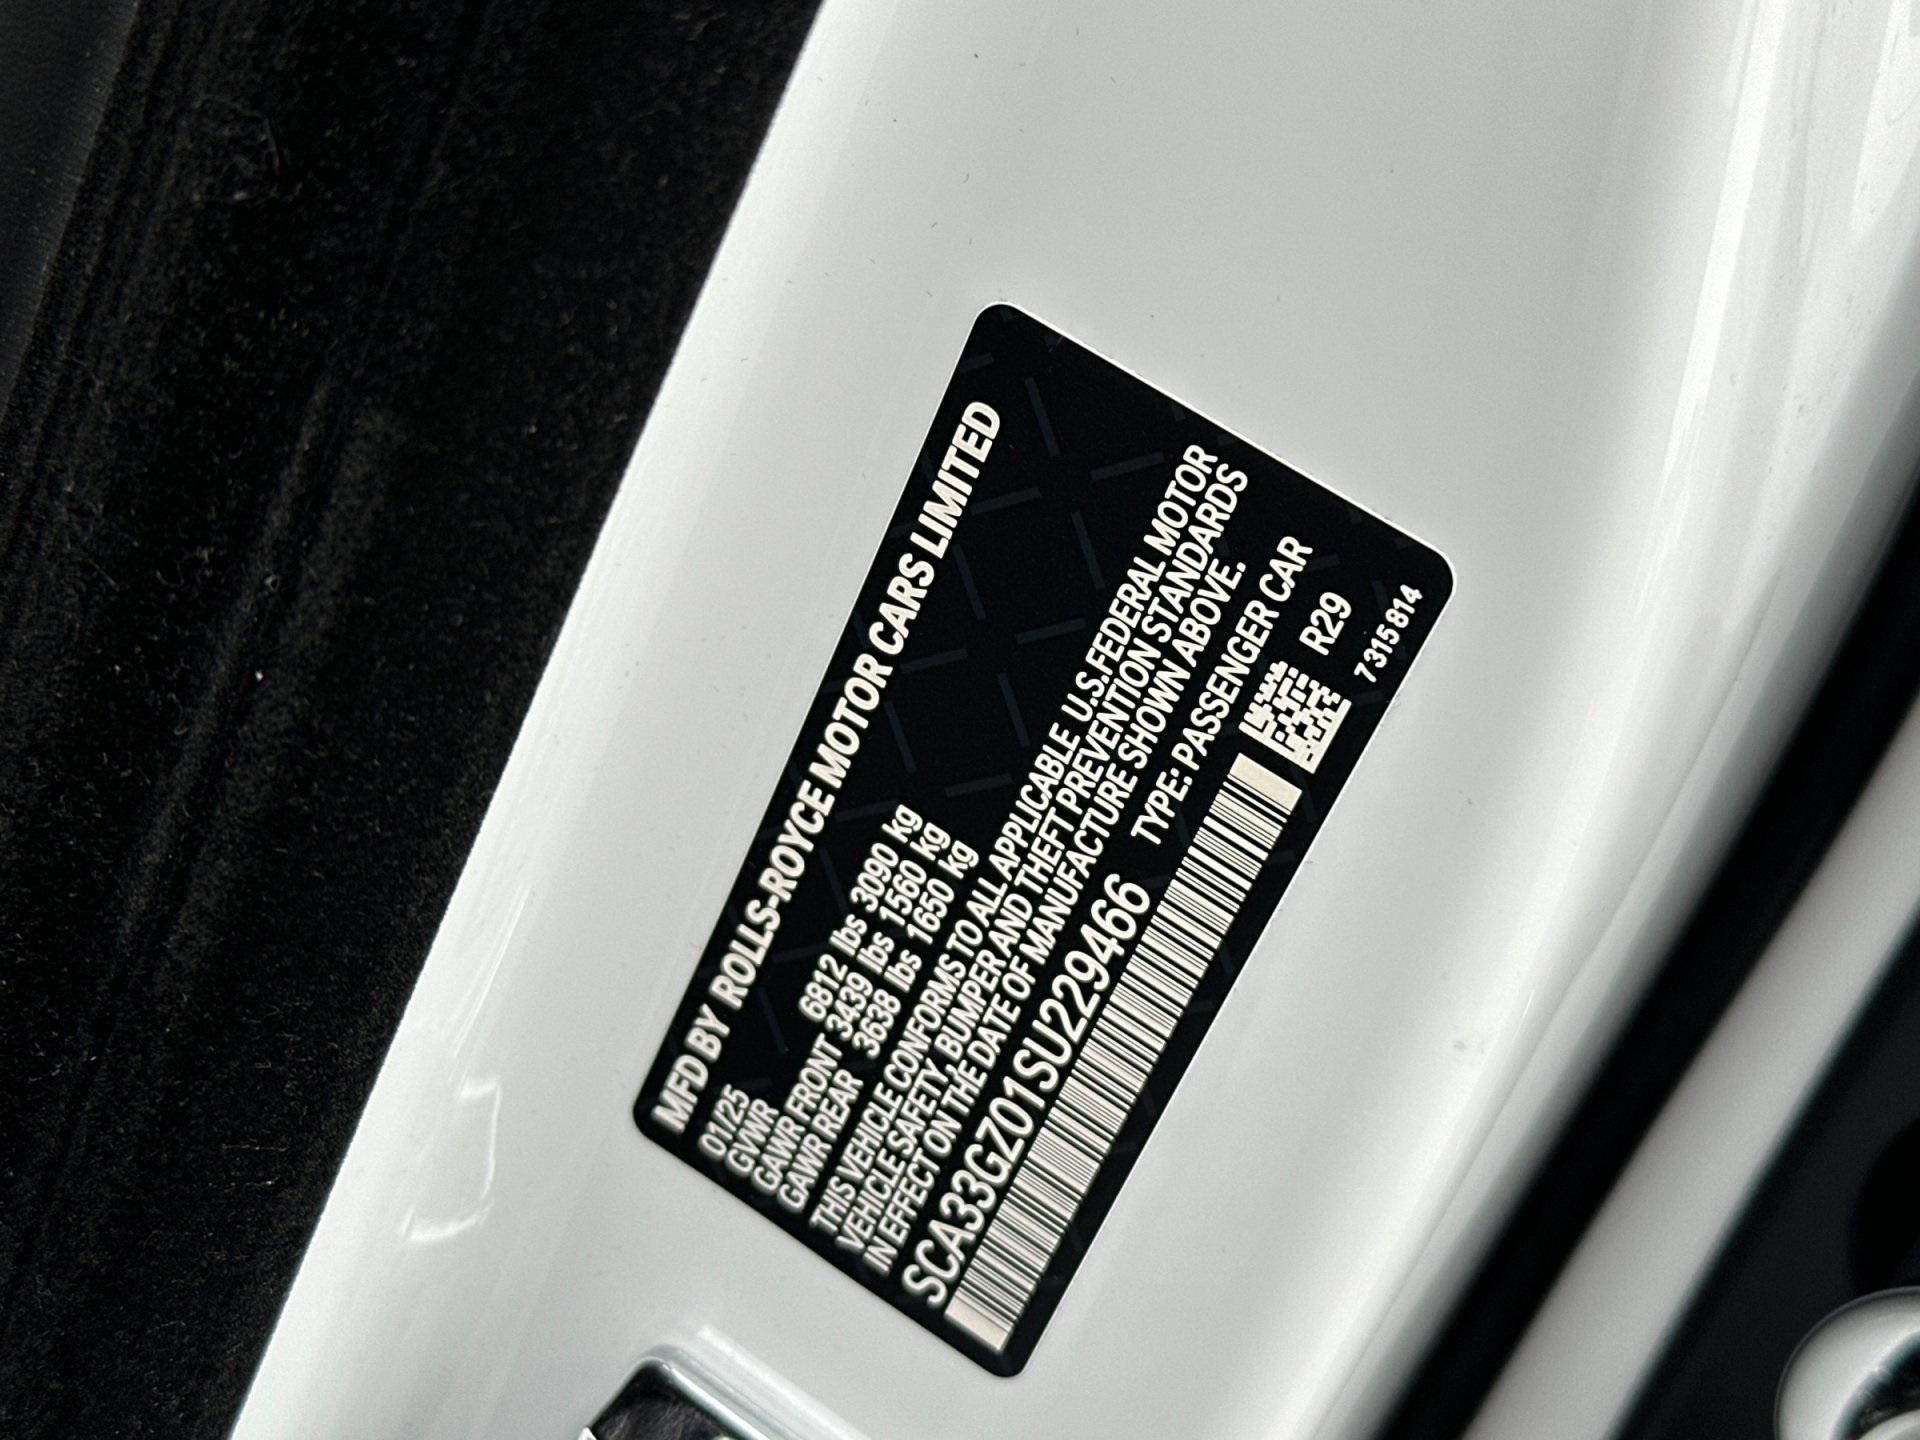 MFD BY ROLLS-ROYCE MOTOR CARS LIMITED
01/25
GVWR 6812 lbs 3090 kg
GAWR FRONT 3439 lbs 1560 kg
GAWR REAR 3638 lbs 1650 kg
THIS VEHICLE CONFORMS TO ALL APPLICABLE U.S.FEDERAL MOTOR
VEHICLE SAFETY, BUMPER AND THEFT PREVENTION STANDARDS
IN EFFECT ON THE DATE OF MANUFACTURE SHOWN ABOVE.
SCA33GZ01SU229466 TYPE: PASSENGER CAR
R29
7315814